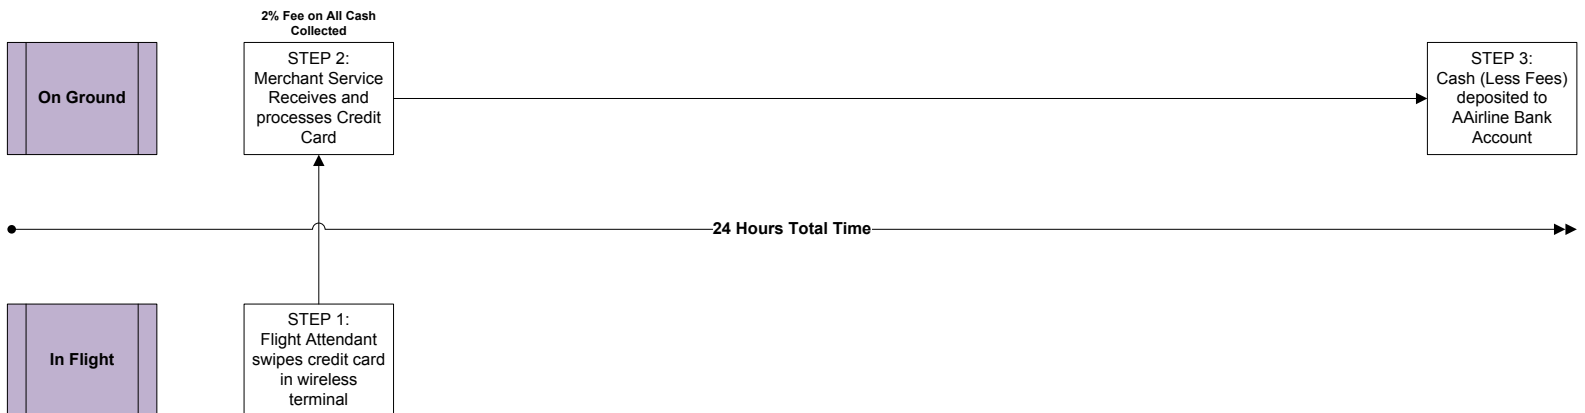 2% Fee on All Cash
Collected
On Ground
STEP 2:
Merchant Service
Receives and
processes Credit
Card
STEP 3:
Cash (Less Fees)
deposited to
AAirline Bank
Account
24 Hours Total Time
In Flight
STEP 1:
Flight Attendant
swipes credit card
in wireless
terminal